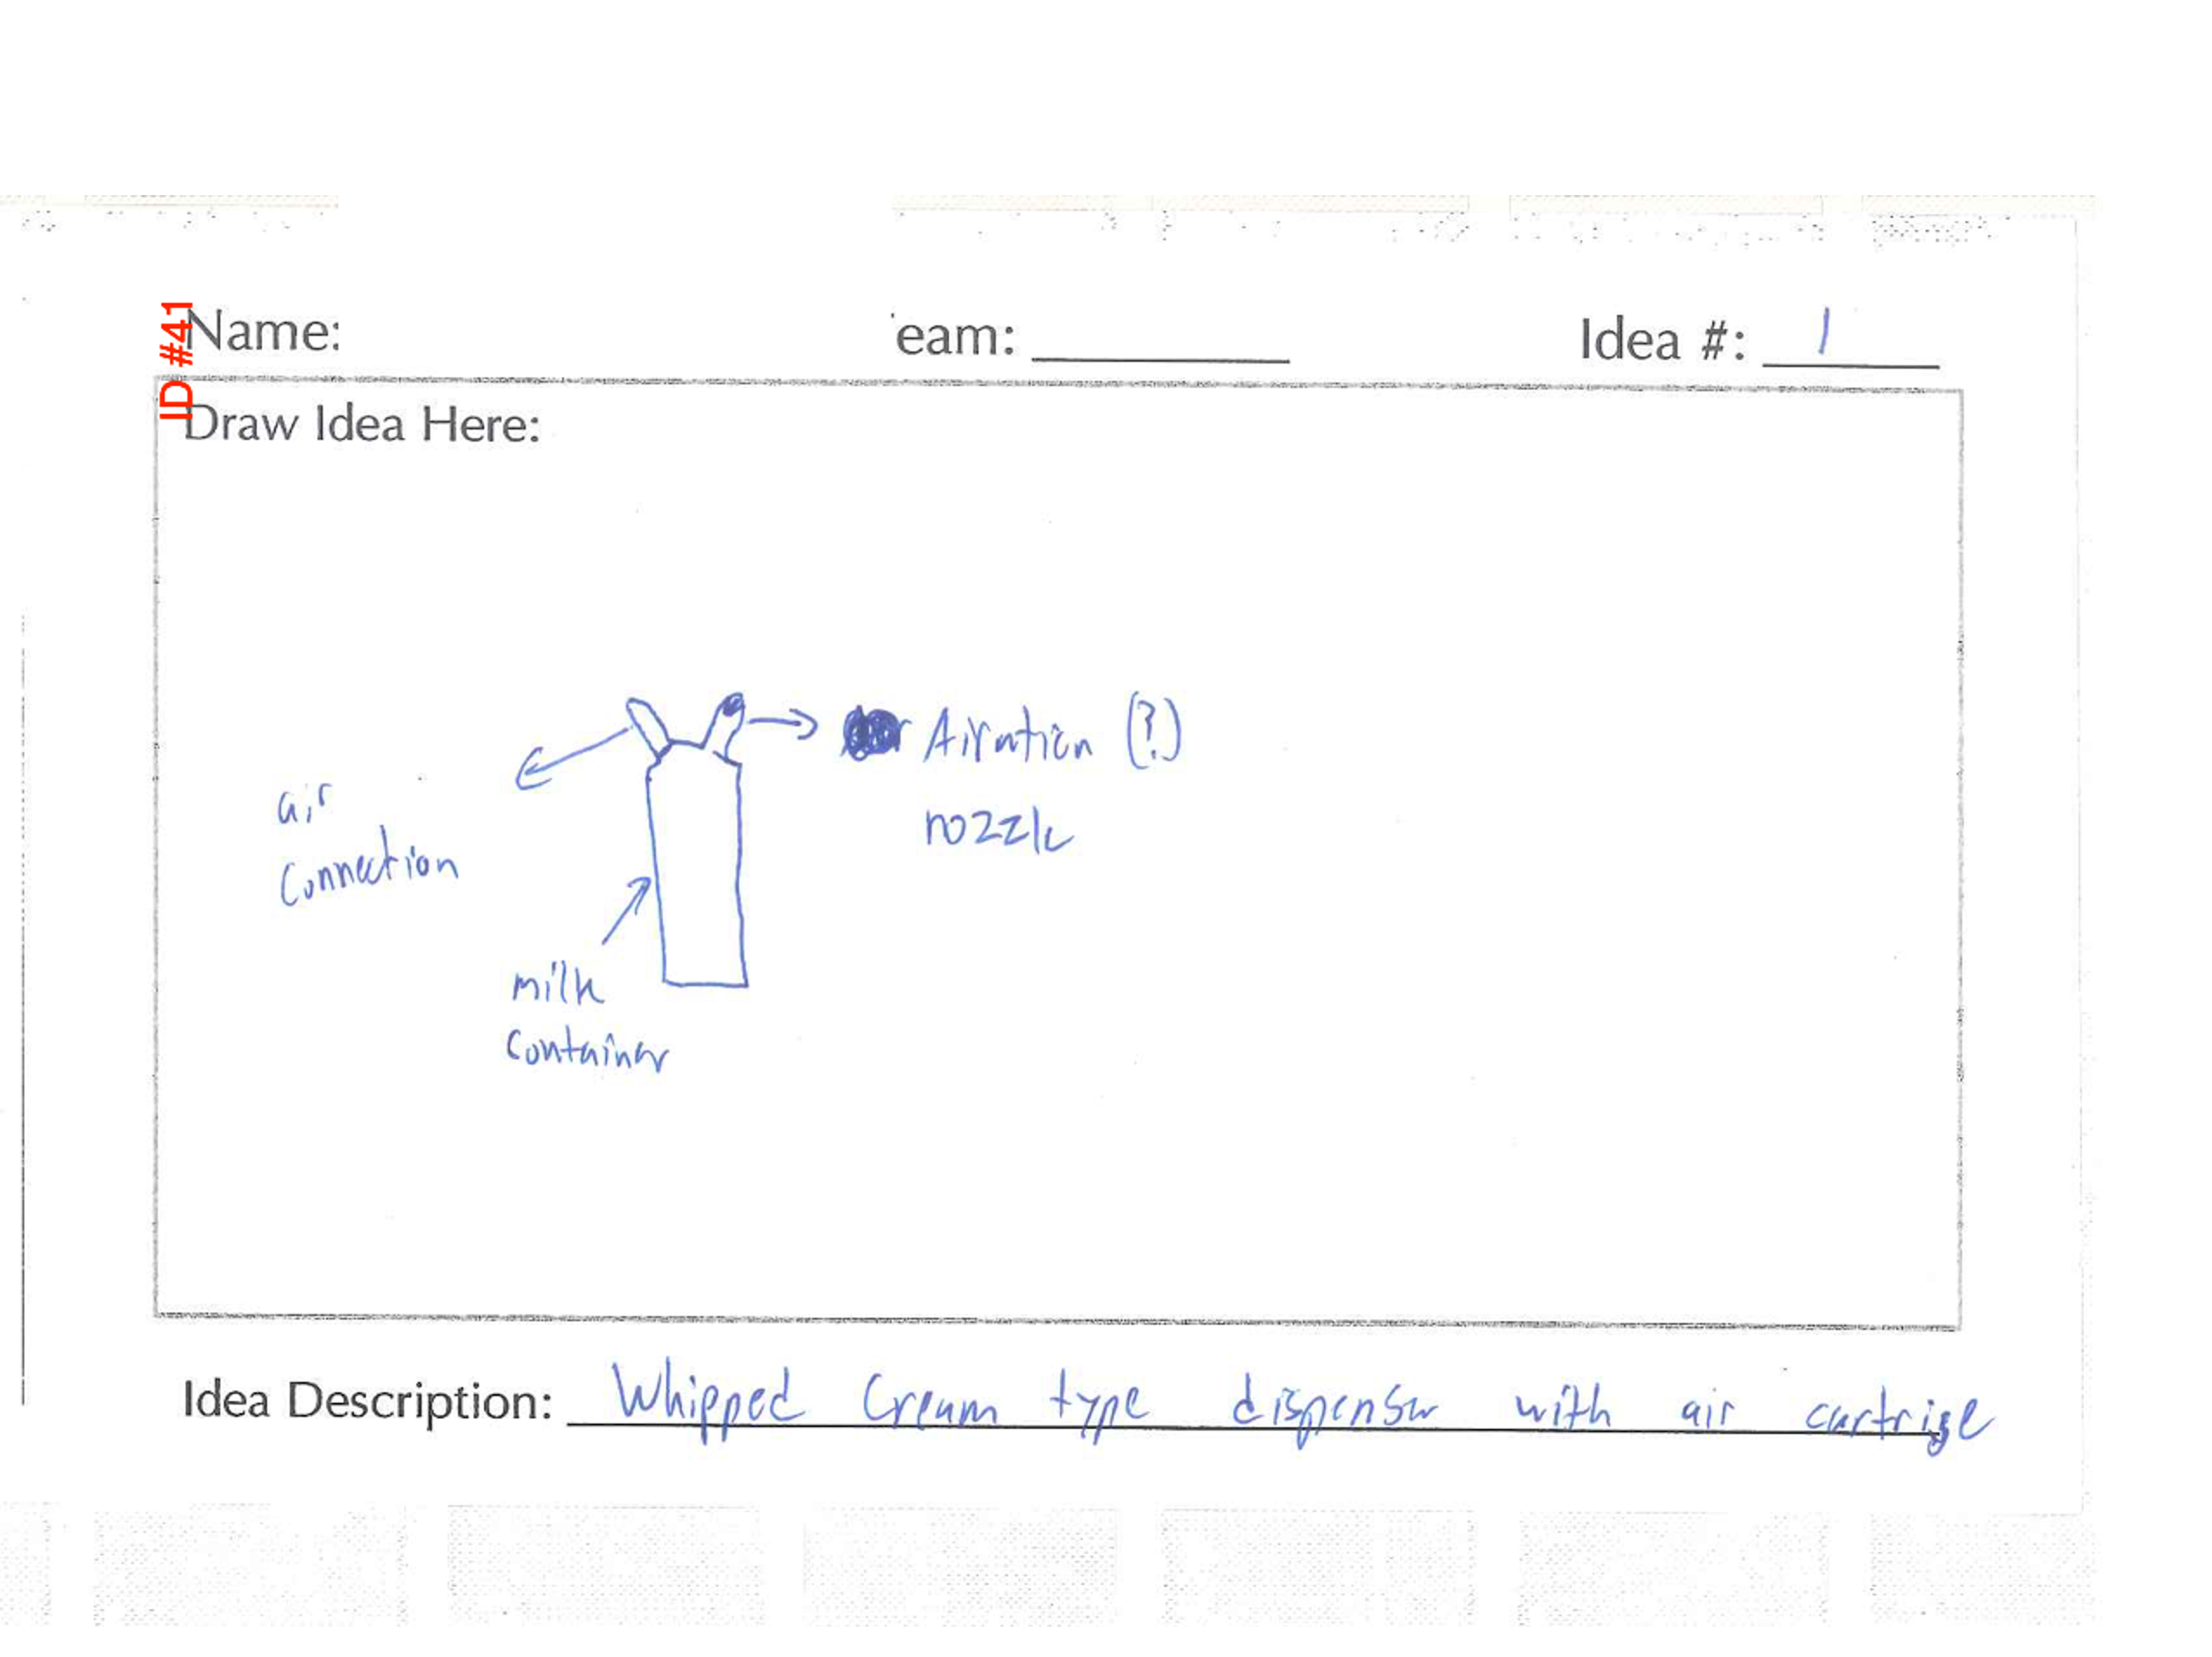 ID #41
Name:
eam:
Idea #: 1
Draw Idea Here:
Airation (?)
nozzle
air
connection
milk
container
Idea Description: Whipped Cream type dispenser with air cartrige